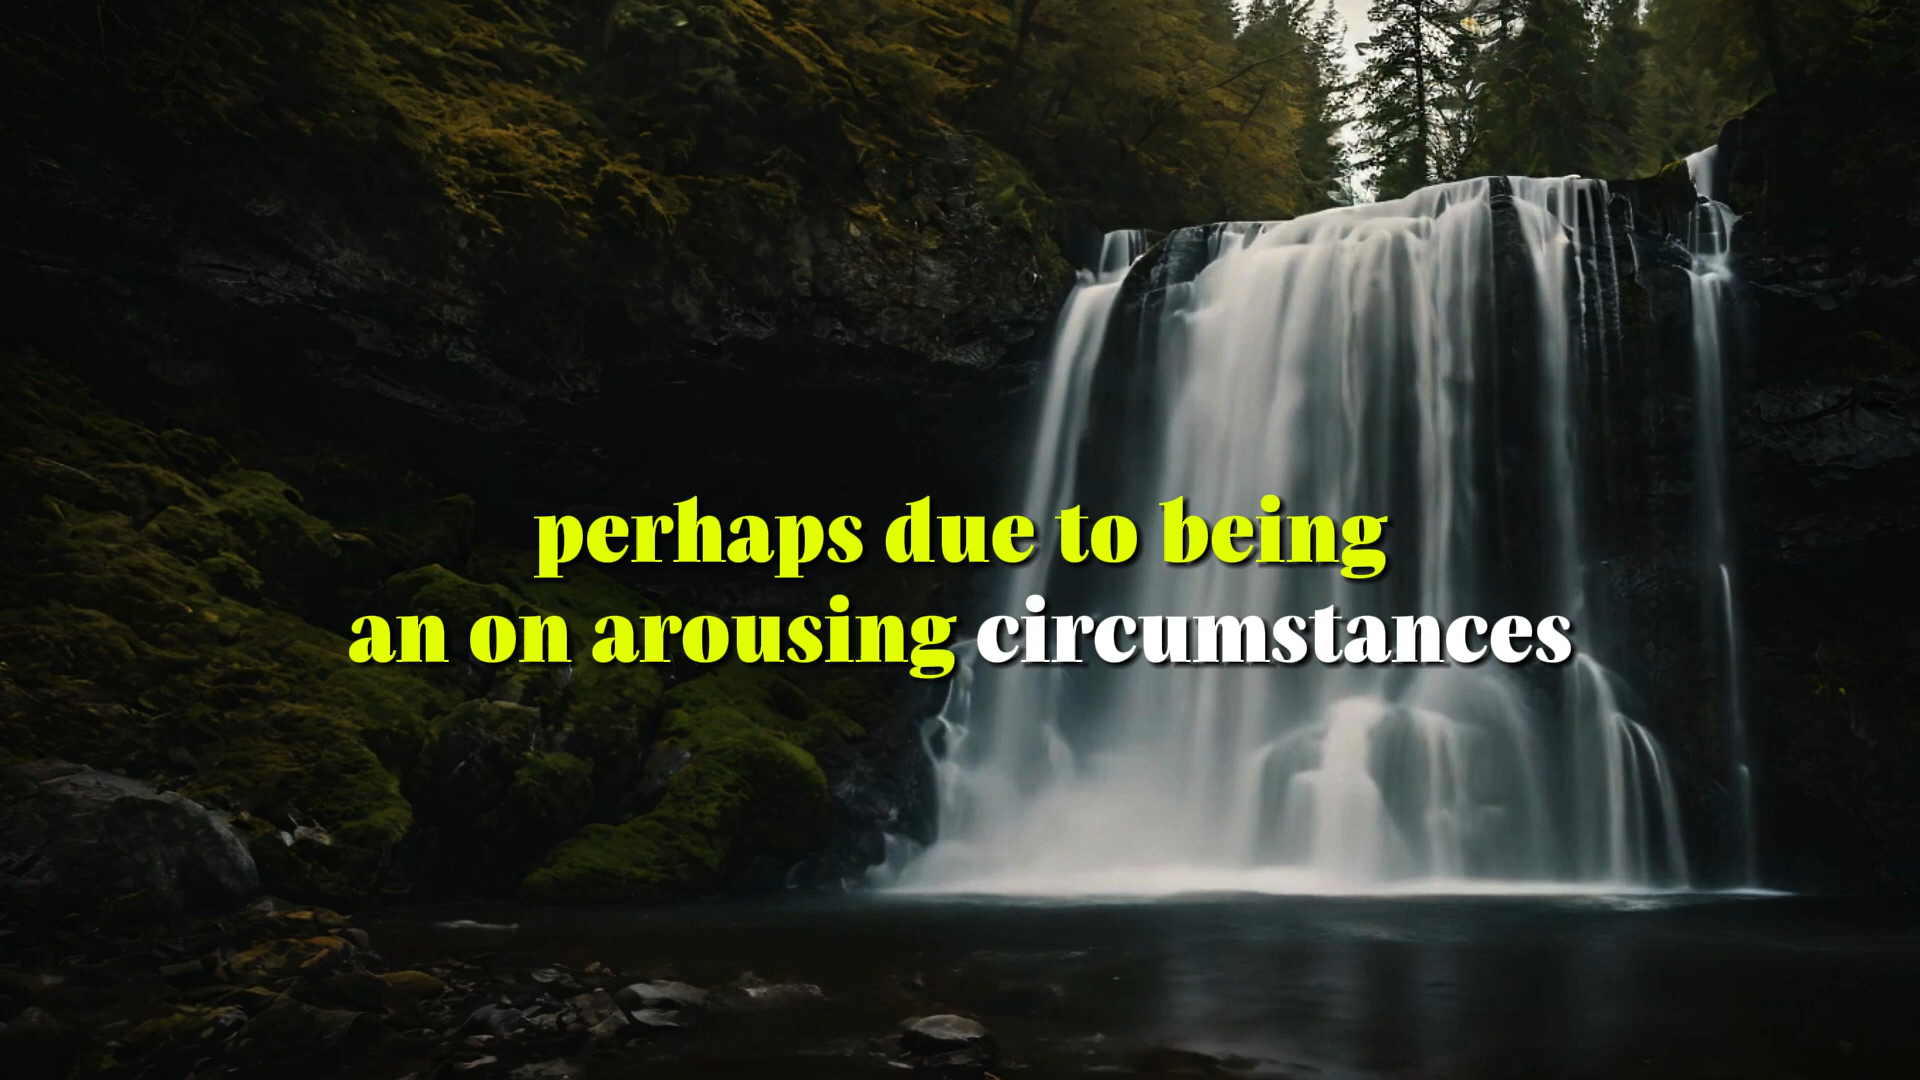 perhaps due to being
an on arousing circumstances